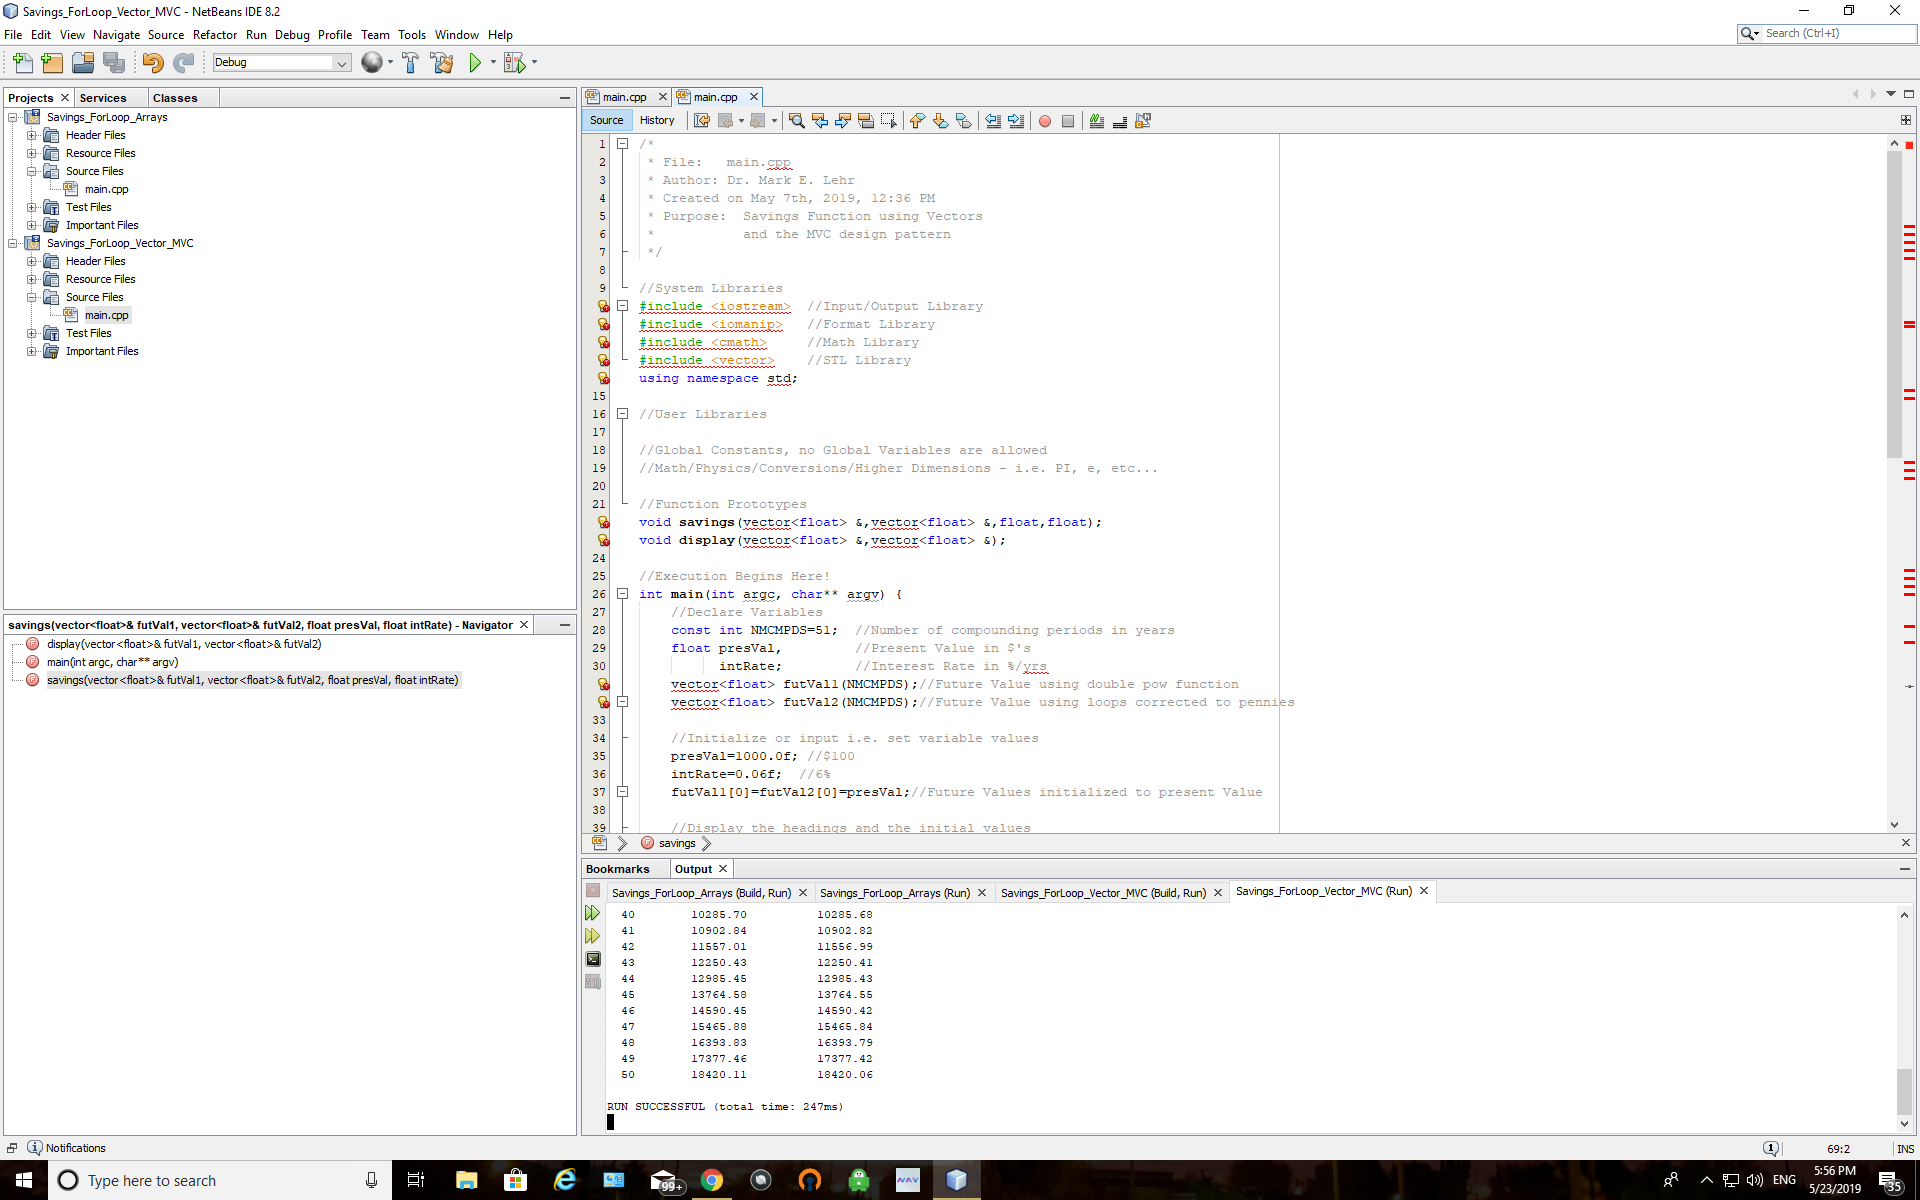 Savings_ForLoop_Vector_MVC - NetBeans IDE 8.2
File Edit View Navigate Source Refactor Run Debug Profile Team Tools Window Help
Search (Ctrl+I)
Debug
Projects Services Classes
Savings_ForLoop_Arrays
Header Files
Resource Files
Source Files
main.cpp
Test Files
Important Files
Savings_ForLoop_Vector_MVC
Header Files
Resource Files
Source Files
main.cpp
Test Files
Important Files
savings(vector<float>& futVal1, vector<float>& futVal2, float presVal, float intRate) - Navigator
display(vector<float>& futVal1, vector<float>& futVal2)
main(int argc, char** argv)
savings(vector<float>& futVal1, vector<float>& futVal2, float presVal, float intRate)
main.cpp main.cpp
Source History
1 /*
2 * File:   main.cpp
3 * Author: Dr. Mark E. Lehr
4 * Created on May 7th, 2019, 12:36 PM
5 * Purpose:  Savings Function using Vectors
6 *           and the MVC design pattern
7 */
8
9 //System Libraries
#include <iostream>  //Input/Output Library
#include <iomanip>   //Format Library
#include <cmath>     //Math Library
#include <vector>    //STL Library
using namespace std;
15
16 //User Libraries
17
18 //Global Constants, no Global Variables are allowed
19 //Math/Physics/Conversions/Higher Dimensions - i.e. PI, e, etc...
20
21 //Function Prototypes
void savings(vector<float> &,vector<float> &,float,float);
void display(vector<float> &,vector<float> &);
24
25 //Execution Begins Here!
26 int main(int argc, char** argv) {
27 //Declare Variables
28 const int NMCMPDS=51;  //Number of compounding periods in years
29 float presVal,         //Present Value in $'s
30 intRate;         //Interest Rate in %/yrs
vector<float> futVal1(NMCMPDS);//Future Value using double pow function
vector<float> futVal2(NMCMPDS);//Future Value using loops corrected to pennies
33
34 //Initialize or input i.e. set variable values
35 presVal=1000.0f; //$100
36 intRate=0.06f;  //6%
37 futVal1[0]=futVal2[0]=presVal;//Future Values initialized to present Value
38
39 //Display the headings and the initial values
savings
Bookmarks Output
Savings_ForLoop_Arrays (Build, Run) Savings_ForLoop_Arrays (Run) Savings_ForLoop_Vector_MVC (Build, Run) Savings_ForLoop_Vector_MVC (Run)
40 10285.70 10285.68
41 10902.84 10902.82
42 11557.01 11556.99
43 12250.43 12250.41
44 12985.45 12985.43
45 13764.58 13764.55
46 14590.45 14590.42
47 15465.88 15465.84
48 16393.83 16393.79
49 17377.46 17377.42
50 18420.11 18420.06
RUN SUCCESSFUL (total time: 247ms)
Notifications
1
69:2 INS
Type here to search
99+
ENG
5:56 PM
5/23/2019
35